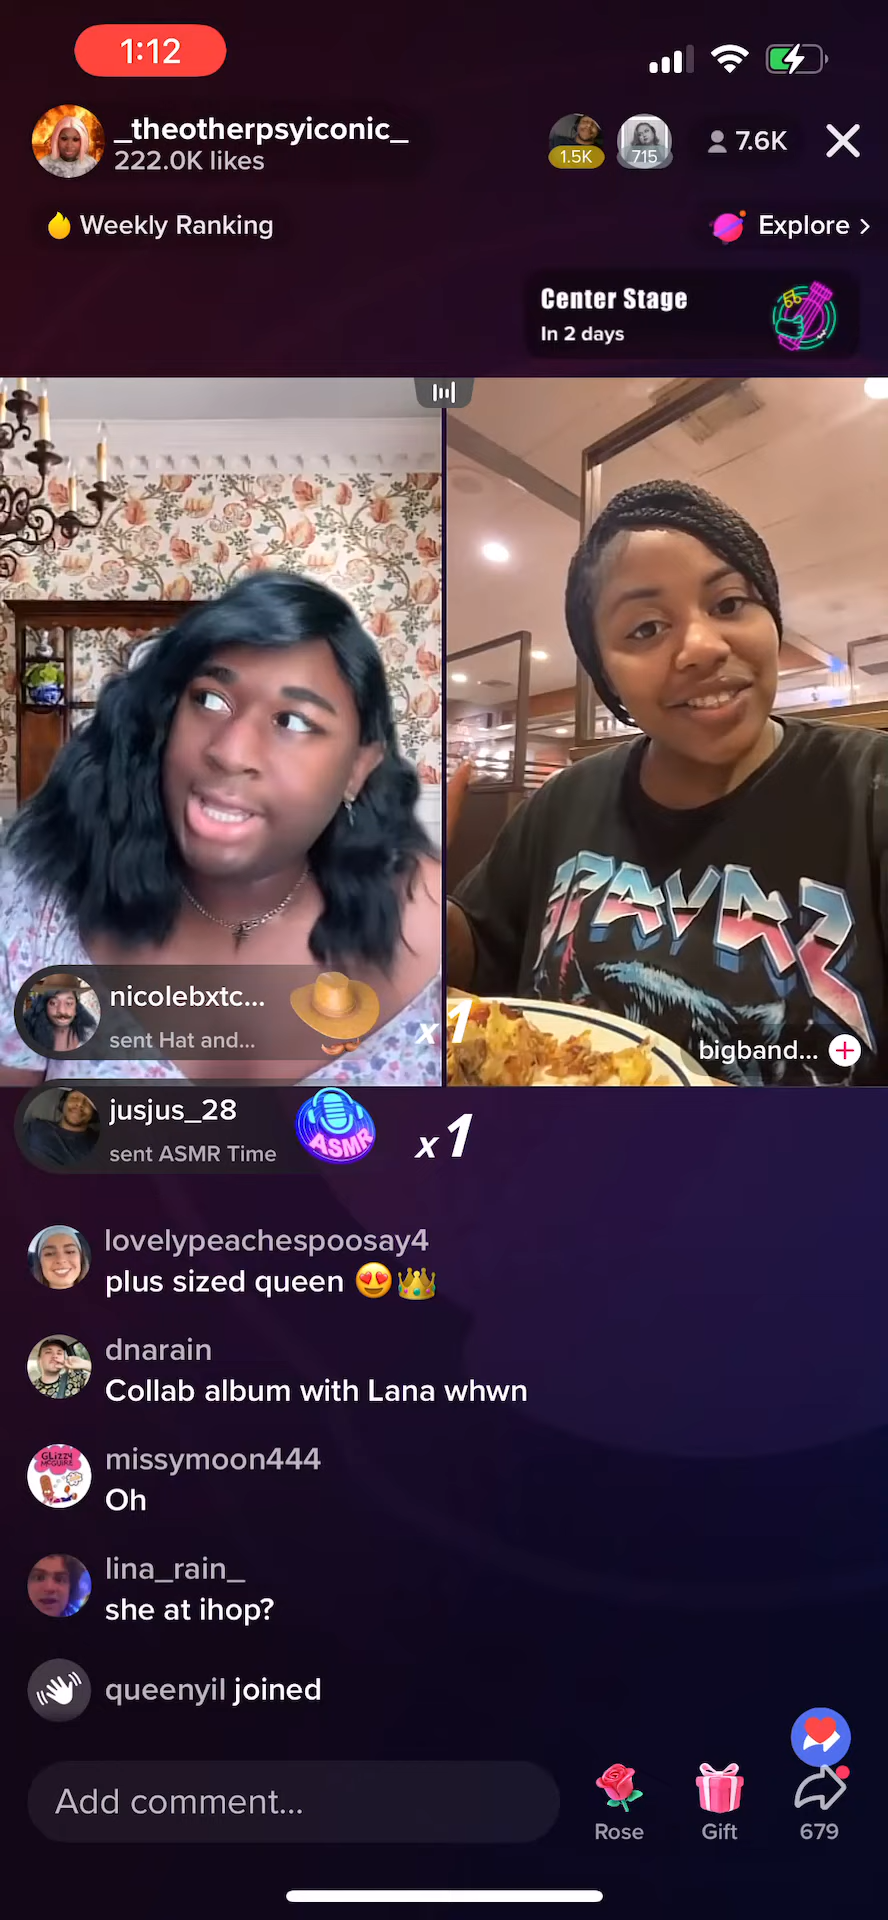 1:12
_theotherpsyiconic_
222.0K likes
1.5K
715
7.6K
Weekly Ranking
Explore >
Center Stage
In 2 days
nicolebxtc...
sent Hat and...
x1
bigband...
jusjus_28
sent ASMR Time
ASMR
x1
lovelypeachespoosay4
plus sized queen 😍👑
dnarain
Collab album with Lana whwn
GLIZZY
MCGUIRE
missymoon444
Oh
lina_rain_
she at ihop?
queenyil joined
Add comment...
Rose
Gift
679